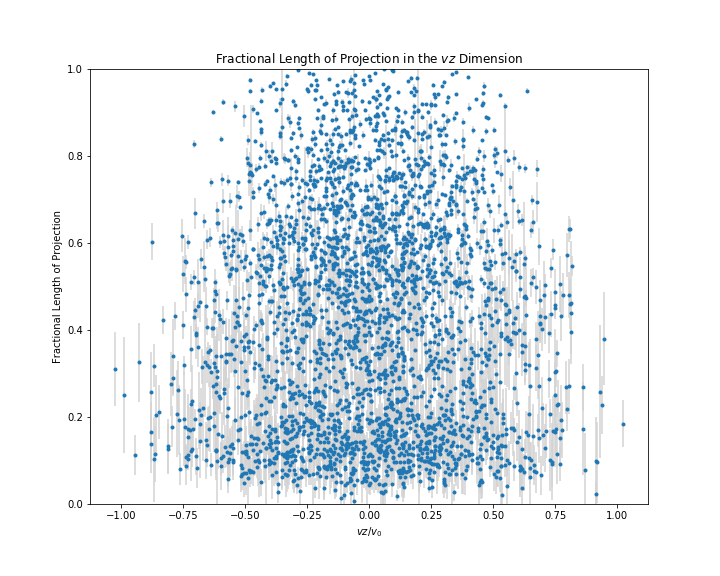 Fractional Length of Projection in the vz Dimension
1.0
0.8
0.6
0.4
0.2
0.0
Fractional Length of Projection
−1.00 −0.75 −0.50 −0.25 0.00 0.25 0.50 0.75 1.00
vz/v₀